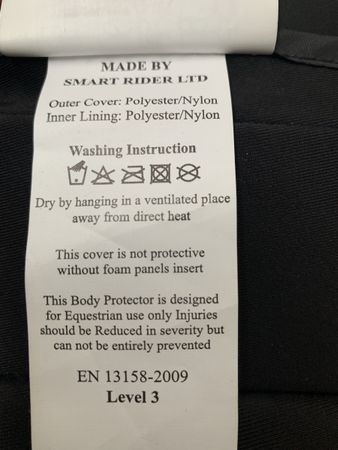 MADE BY
SMART RIDER LTD
Outer Cover: Polyester/Nylon
Inner Lining: Polyester/Nylon
Washing Instruction
Dry by hanging in a ventilated place
away from direct heat
This cover is not protective
without foam panels insert
This Body Protector is designed
for Equestrian use only Injuries
should be Reduced in severity but
can not be entirely prevented
EN 13158-2009
Level 3